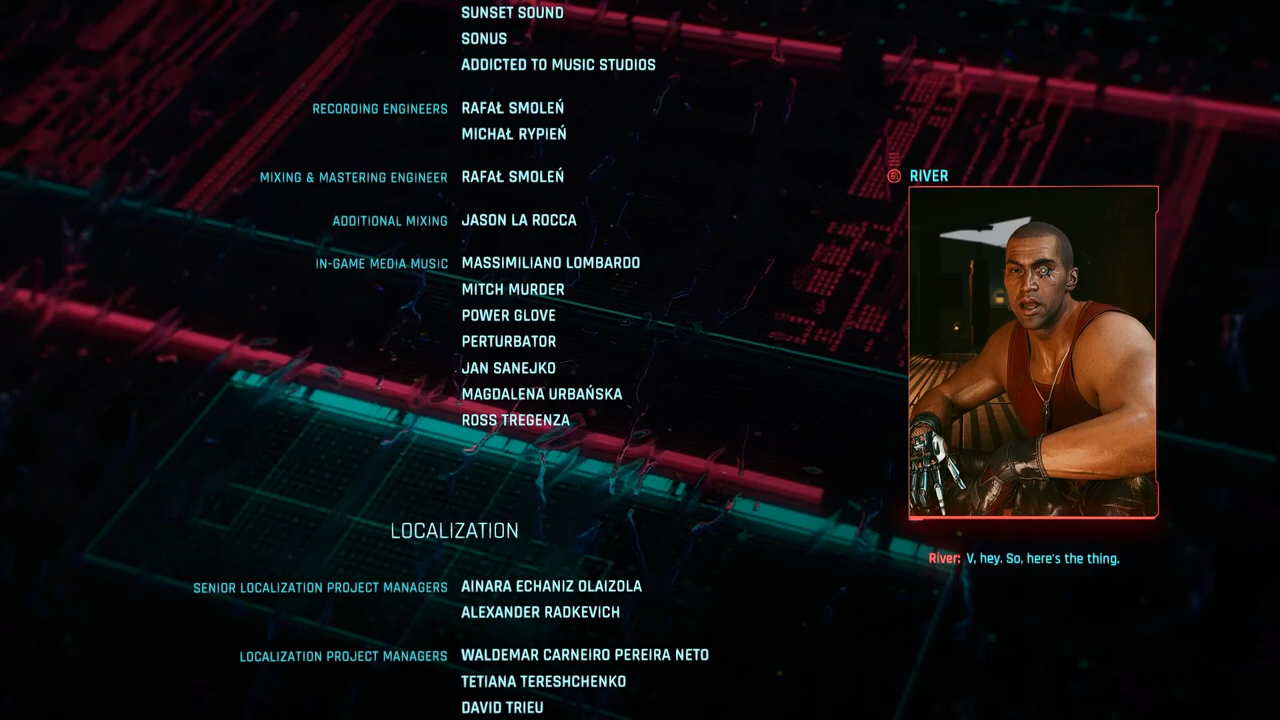 SUNSET SOUND
SONUS
ADDICTED TO MUSIC STUDIOS
RECORDING ENGINEERS RAFAŁ SMOLEŃ
MICHAŁ RYPIEŃ
MIXING & MASTERING ENGINEER RAFAŁ SMOLEŃ
ADDITIONAL MIXING JASON LA ROCCA
IN-GAME MEDIA MUSIC MASSIMILIANO LOMBARDO
MITCH MURDER
POWER GLOVE
PERTURBATOR
JAN SANEJKO
MAGDALENA URBAŃSKA
ROSS TREGENZA
LOCALIZATION
SENIOR LOCALIZATION PROJECT MANAGERS AINARA ECHANIZ OLAIZOLA
ALEXANDER RADKEVICH
LOCALIZATION PROJECT MANAGERS WALDEMAR CARNEIRO PEREIRA NETO
TETIANA TERESHCHENKO
DAVID TRIEU
RIVER
River: V, hey. So, here's the thing.